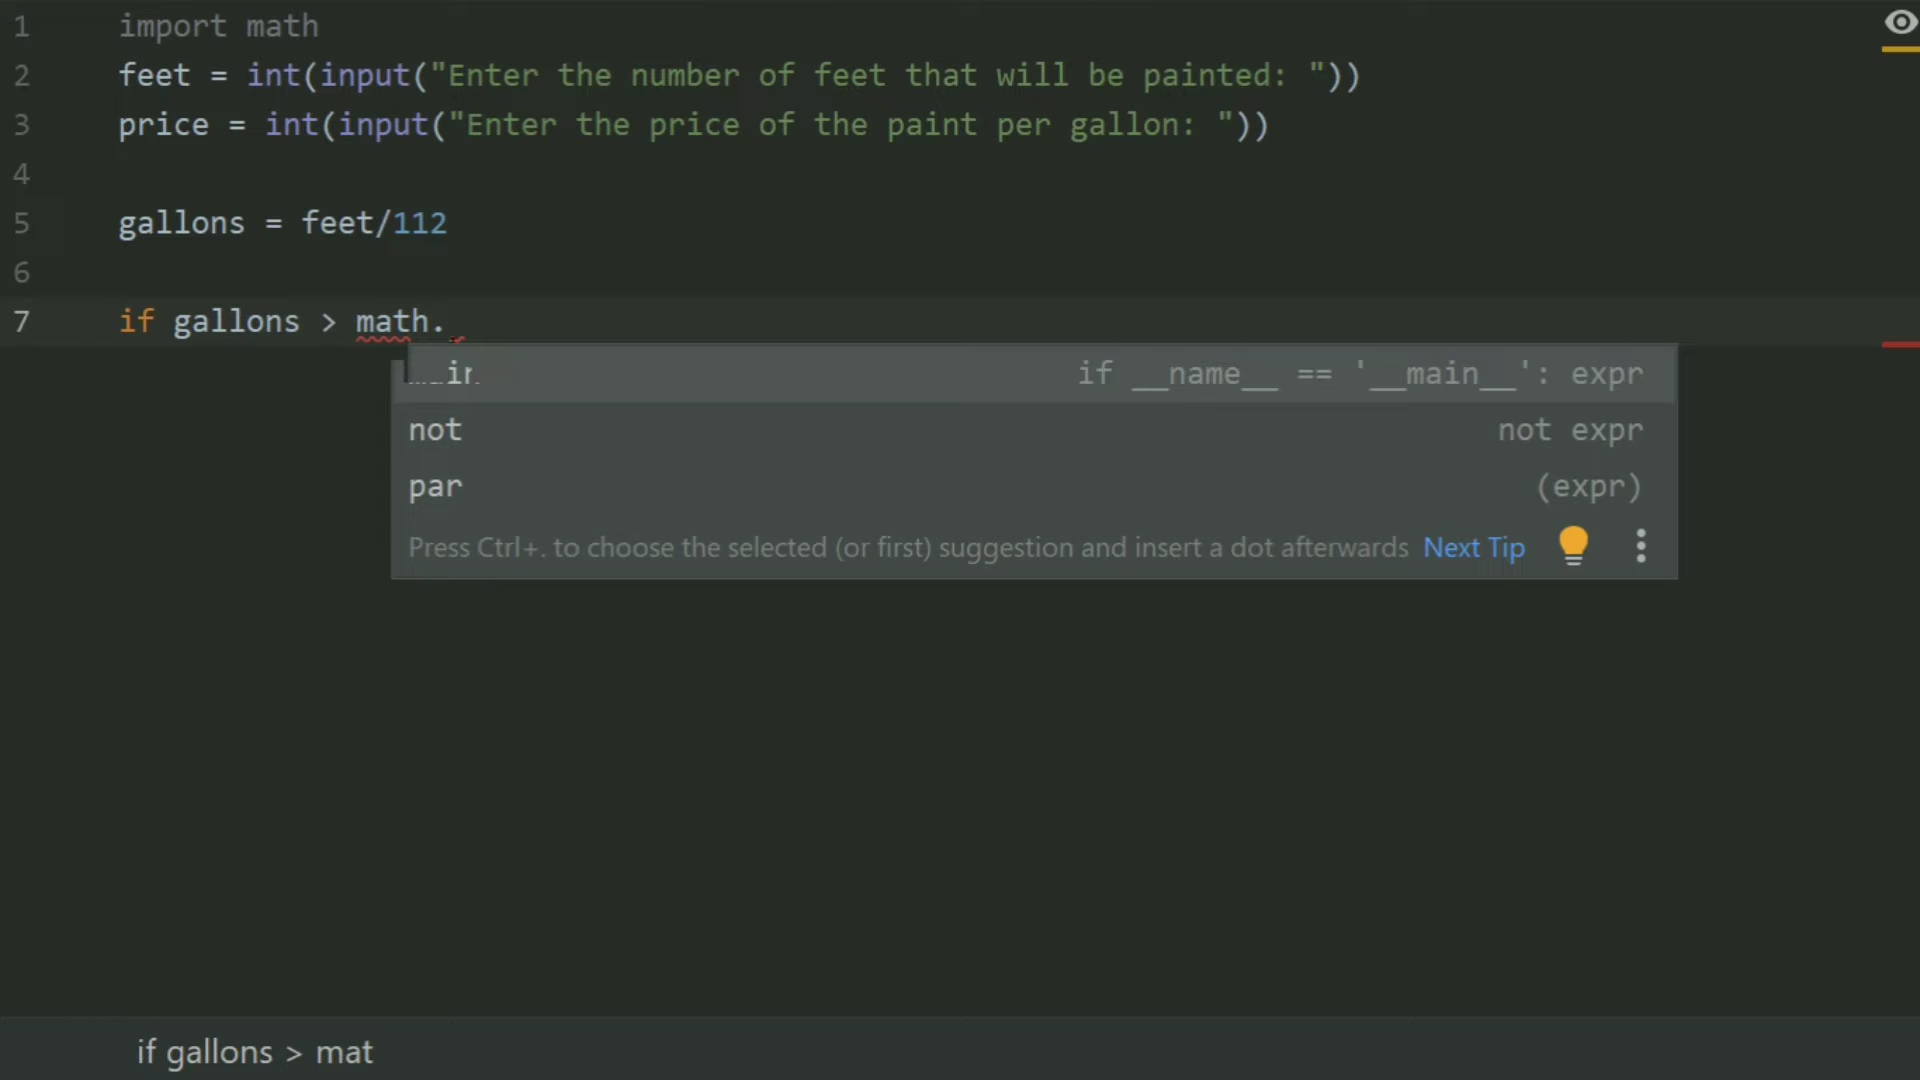 1 import math
2 feet = int(input("Enter the number of feet that will be painted: "))
3 price = int(input("Enter the price of the paint per gallon: "))
4
5 gallons = feet/112
6
7 if gallons > math.
if __name__ == '__main__': expr
not not expr
par (expr)
Press Ctrl+. to choose the selected (or first) suggestion and insert a dot afterwards Next Tip
if gallons > mat